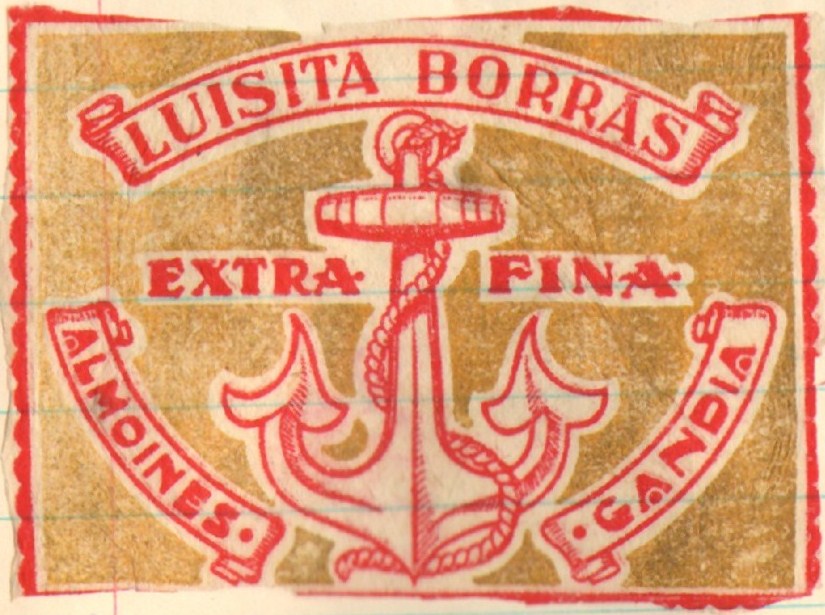 LUISITA BORRÁS
EXTRA FINA
ALMOINES·
·GANDIA